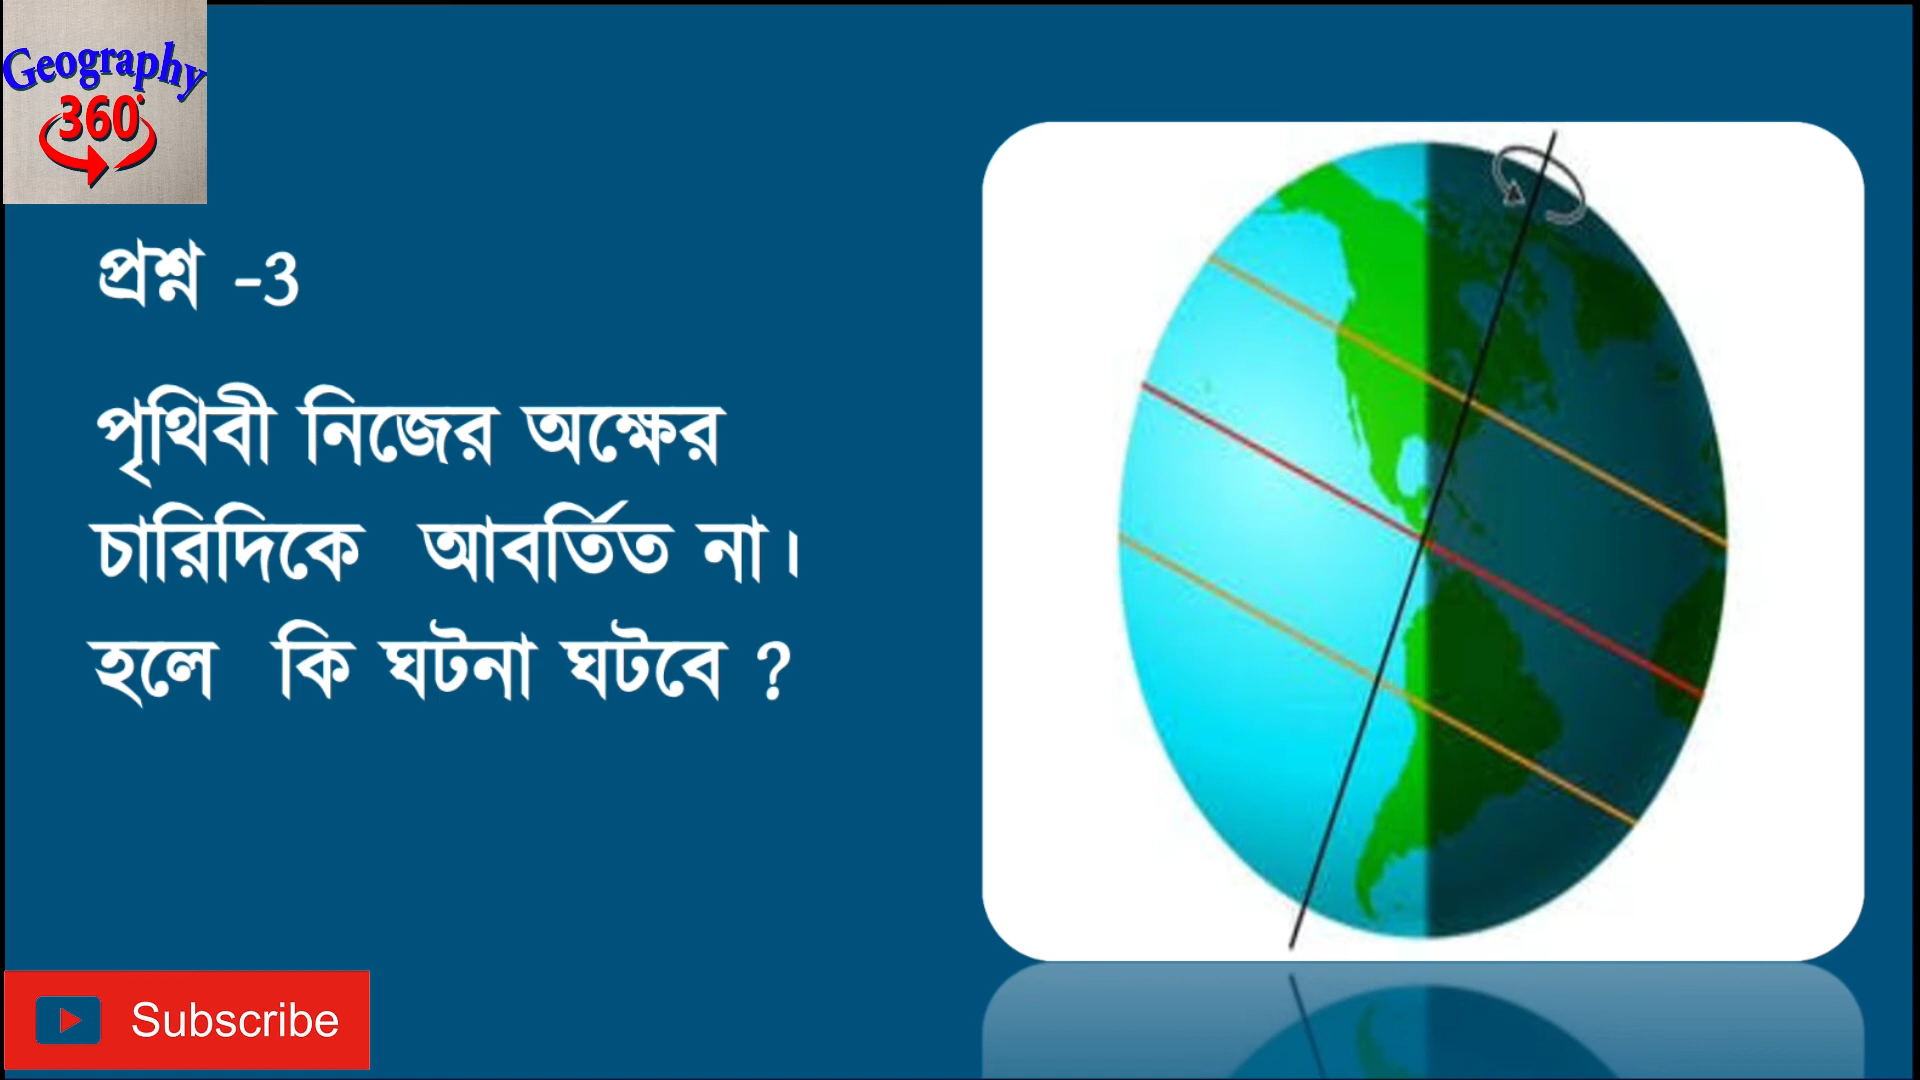 Geography
360°
প্রশ্ন -3
পৃথিবী নিজের অক্ষের
চারিদিকে আবর্তিত না।
হলে কি ঘটনা ঘটবে ?
Subscribe